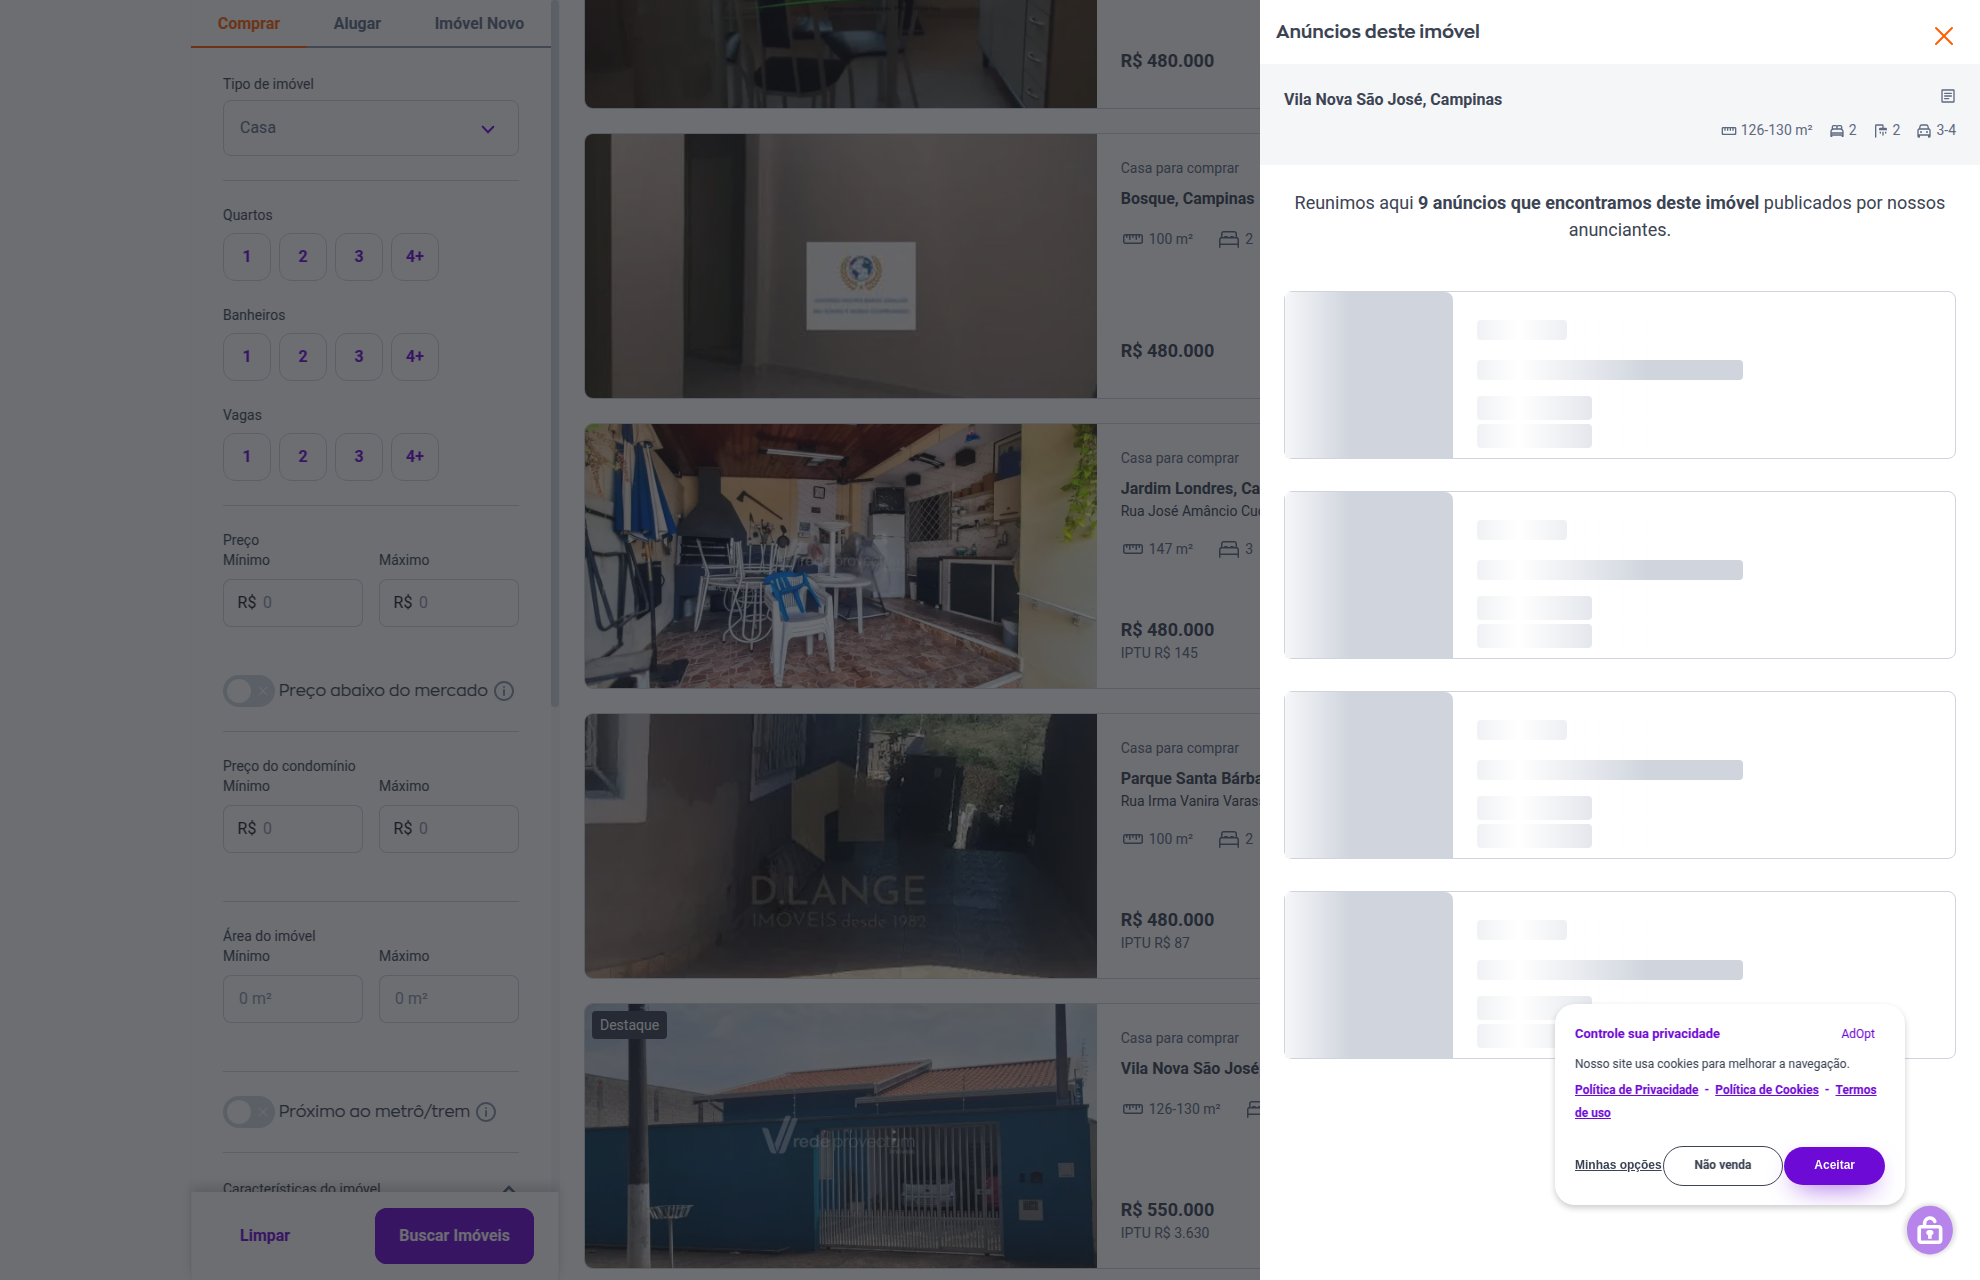 Comprar
Alugar
Imóvel Novo
Tipo de imóvel
Casa
Quartos
1
2
3
4+
Banheiros
1
2
3
4+
Vagas
1
2
3
4+
Preço
Mínimo
Máximo
R$ 0
R$ 0
Preço abaixo do mercado
Preço do condomínio
Mínimo
Máximo
R$ 0
R$ 0
Área do imóvel
Mínimo
Máximo
0 m²
0 m²
Próximo ao metrô/trem
Características do imóvel
Limpar
Buscar Imóveis
R$ 480.000
Casa para comprar
Bosque, Campinas
100 m²
2
R$ 480.000
rede provectum
Casa para comprar
Jardim Londres, Ca
Rua José Amâncio Cu
147 m²
3
R$ 480.000
IPTU R$ 145
D.LANGE
IMÓVEIS desde 1982
Casa para comprar
Parque Santa Bárba
Rua Irma Vanira Varas
100 m²
2
R$ 480.000
IPTU R$ 87
Destaque
rede provectum
Casa para comprar
Vila Nova São José
126-130 m²
R$ 550.000
IPTU R$ 3.630
Anúncios deste imóvel
Vila Nova São José, Campinas
126-130 m²
2
2
3-4
Reunimos aqui 9 anúncios que encontramos deste imóvel publicados por nossos
anunciantes.
Controle sua privacidade
AdOpt
Nosso site usa cookies para melhorar a navegação.
Política de Privacidade - Política de Cookies - Termos
de uso
Minhas opções
Não venda
Aceitar